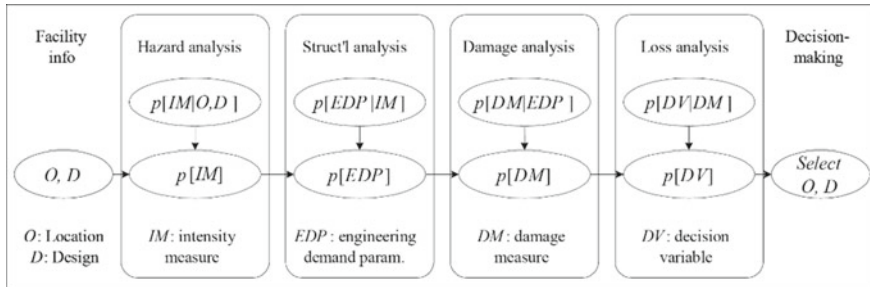 Facility
info
Hazard analysis
Struct'l analysis
Damage analysis
Loss analysis
Decision-
making
p[IM|O,D]
p[EDP|IM]
p[DM|EDP]
p[DV|DM]
O, D
p[IM]
p[EDP]
p[DM]
p[DV]
Select
O, D
O: Location
D: Design
IM: intensity
measure
EDP: engineering
demand param.
DM: damage
measure
DV: decision
variable